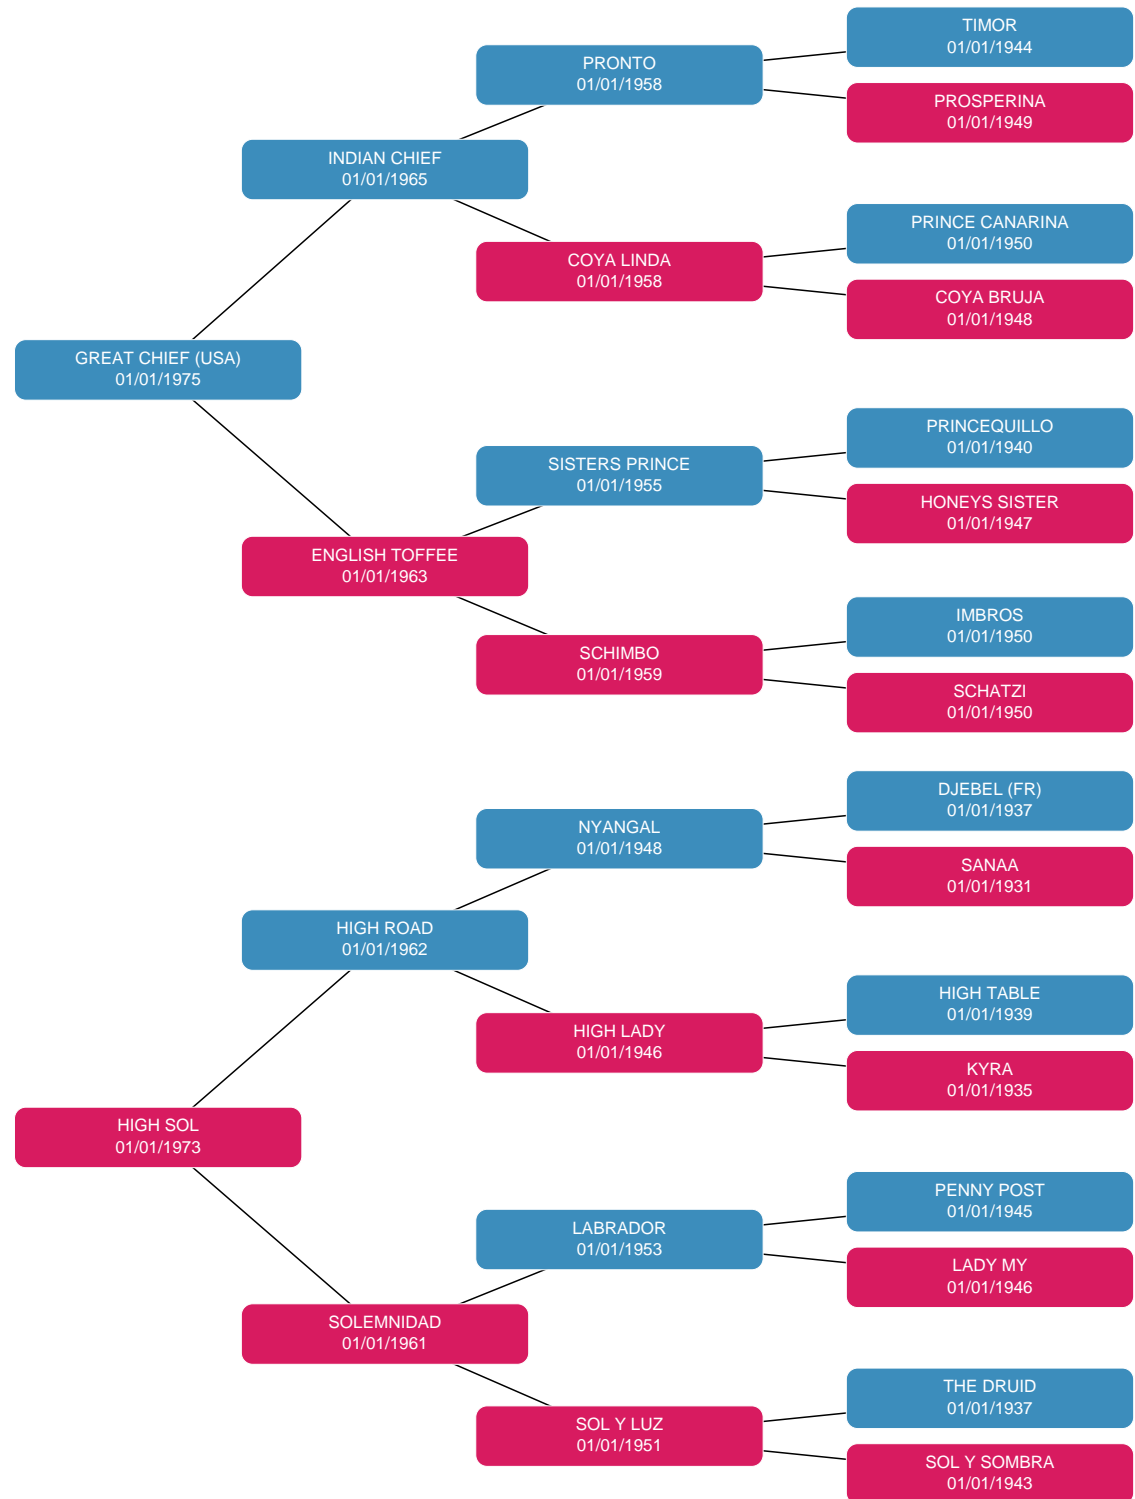 TIMOR
01/01/1944
PRONTO
01/01/1958
PROSPERINA
01/01/1949
INDIAN CHIEF
01/01/1965
PRINCE CANARINA
01/01/1950
COYA LINDA
01/01/1958
COYA BRUJA
01/01/1948
GREAT CHIEF (USA)
01/01/1975
PRINCEQUILLO
01/01/1940
SISTERS PRINCE
01/01/1955
HONEYS SISTER
01/01/1947
ENGLISH TOFFEE
01/01/1963
IMBROS
01/01/1950
SCHIMBO
01/01/1959
SCHATZI
01/01/1950
DJEBEL (FR)
01/01/1937
NYANGAL
01/01/1948
SANAA
01/01/1931
HIGH ROAD
01/01/1962
HIGH TABLE
01/01/1939
HIGH LADY
01/01/1946
KYRA
01/01/1935
HIGH SOL
01/01/1973
PENNY POST
01/01/1945
LABRADOR
01/01/1953
LADY MY
01/01/1946
SOLEMNIDAD
01/01/1961
THE DRUID
01/01/1937
SOL Y LUZ
01/01/1951
SOL Y SOMBRA
01/01/1943